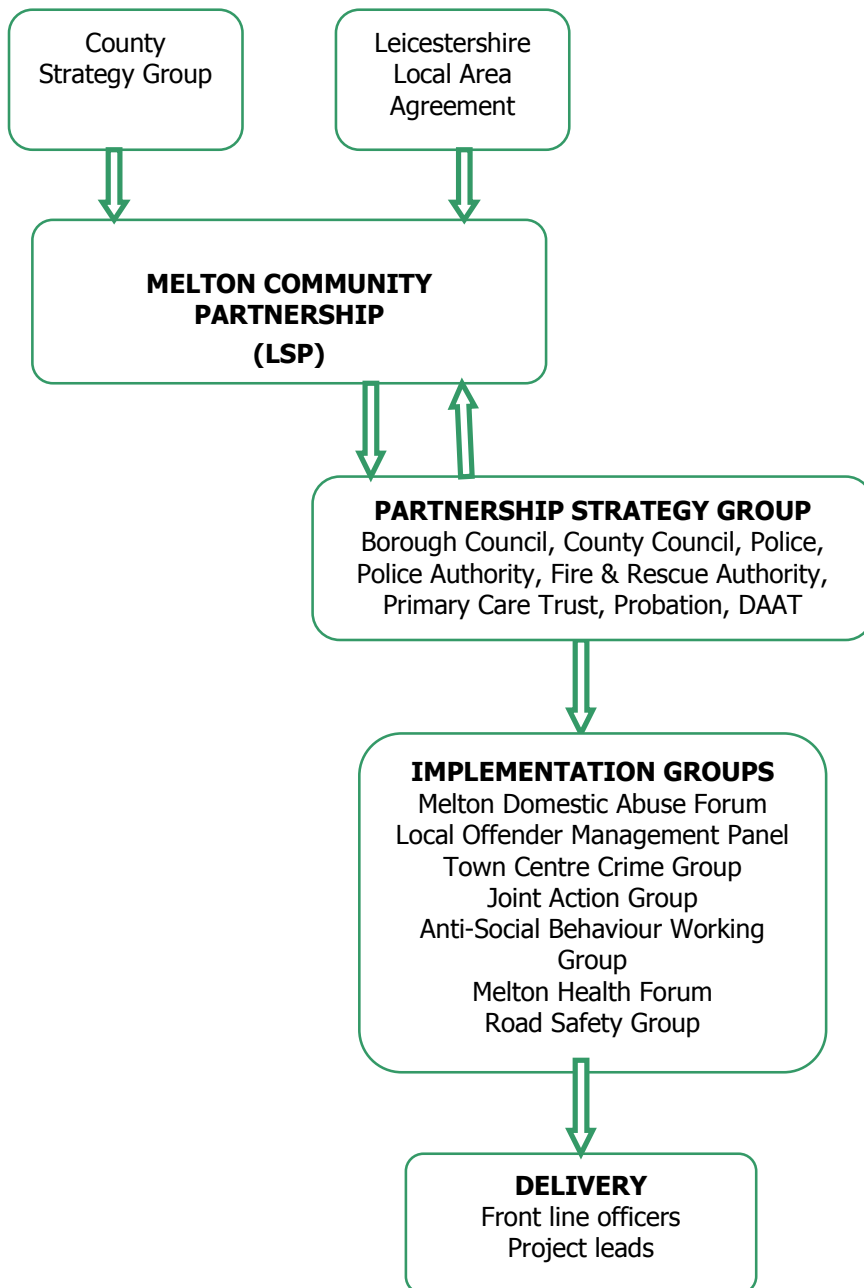 County
Strategy Group
Leicestershire
Local Area
Agreement
MELTON COMMUNITY
PARTNERSHIP
(LSP)
PARTNERSHIP STRATEGY GROUP
Borough Council, County Council, Police,
Police Authority, Fire & Rescue Authority,
Primary Care Trust, Probation, DAAT
IMPLEMENTATION GROUPS
Melton Domestic Abuse Forum
Local Offender Management Panel
Town Centre Crime Group
Joint Action Group
Anti-Social Behaviour Working
Group
Melton Health Forum
Road Safety Group
DELIVERY
Front line officers
Project leads